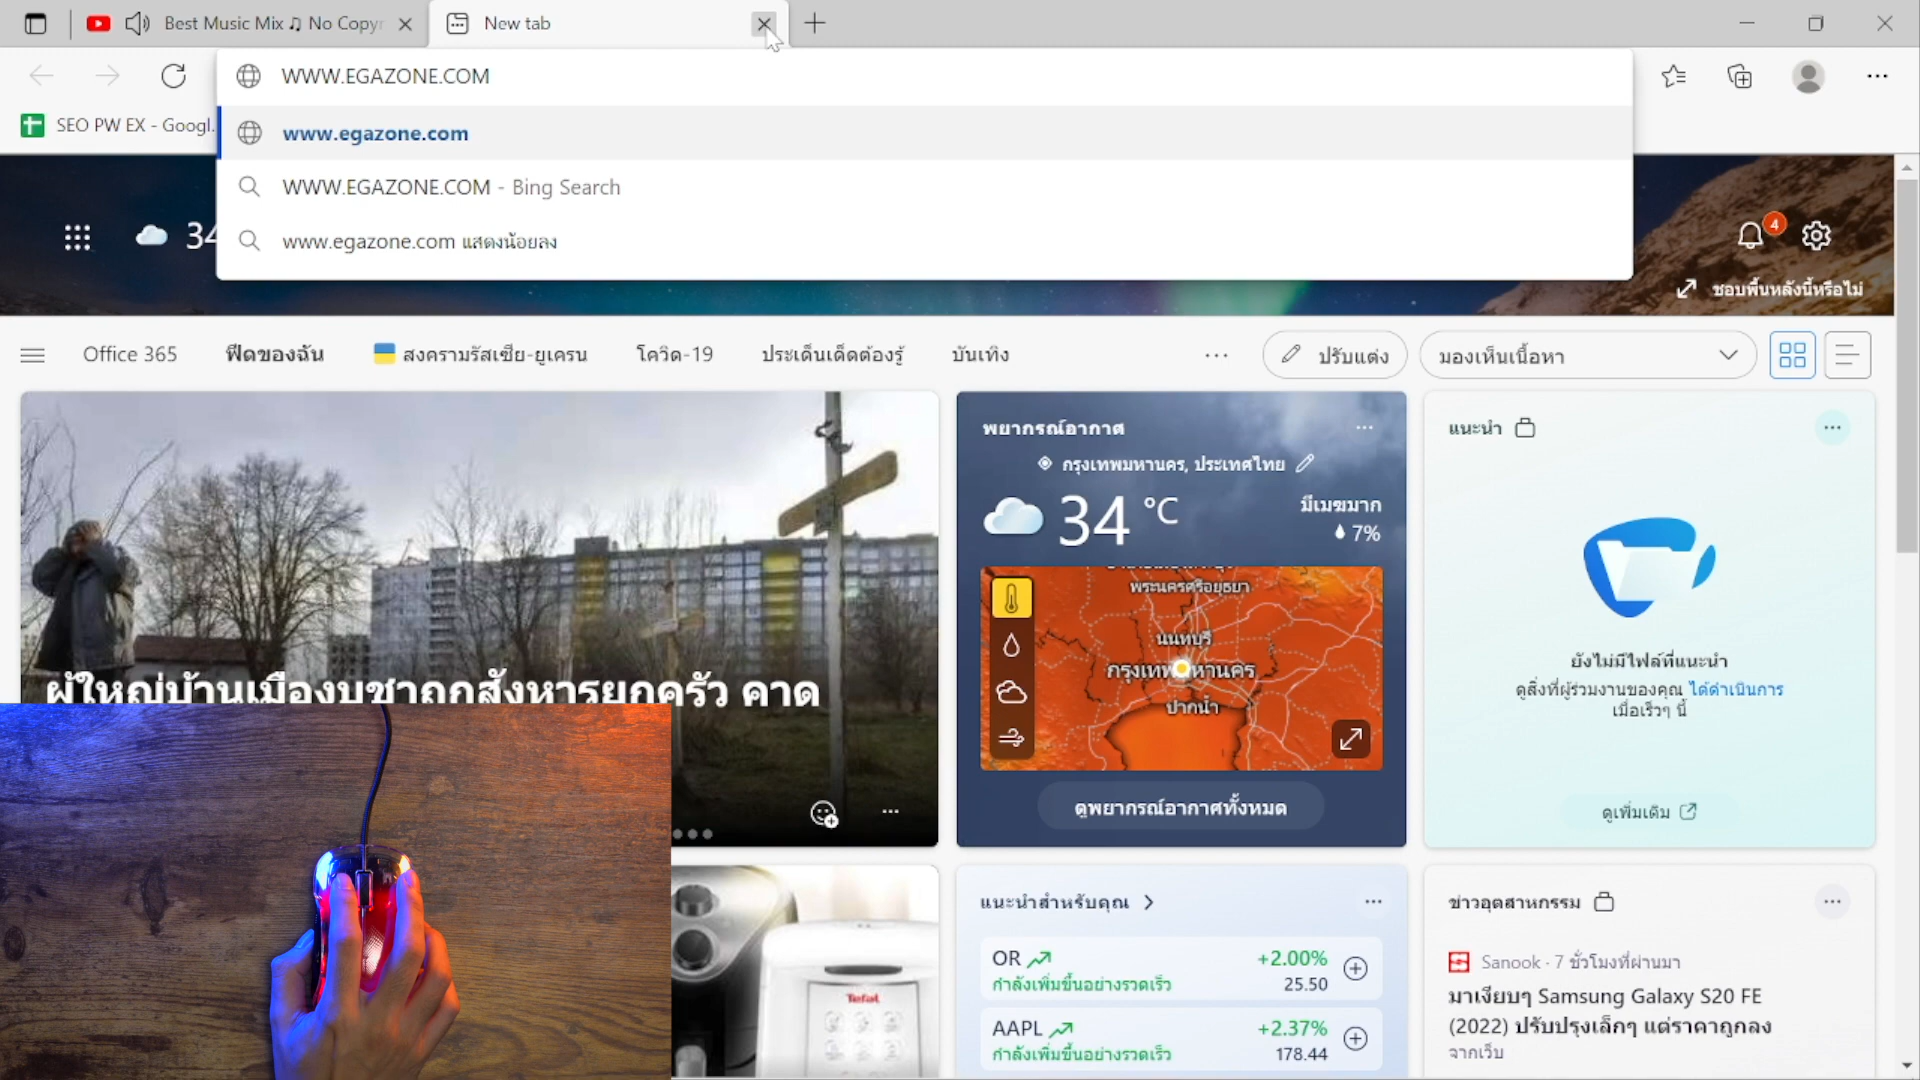 Best Music Mix ♫ No Copyr
New tab
WWW.EGAZONE.COM
SEO PW EX - Googl.
www.egazone.com
WWW.EGAZONE.COM - Bing Search
www.egazone.com แสดงน้อยลง
34
4
ชอบพื้นหลังนี้หรือไม่
Office 365
ฟีดของฉัน
สงครามรัสเซีย-ยูเครน
โควิด-19
ประเด็นเด็ดต้องรู้
บันเทิง
ปรับแต่ง
มองเห็นเนื้อหา
ผู้ใหญ่บ้านเมืองบูชาถูกสังหารยกครัว คาด
พยากรณ์อากาศ
กรุงเทพมหานคร, ประเทศไทย
34 °C
มีเมฆมาก
7%
พระนครศรีอยุธยา
นนทบุรี
กรุงเทพมหานคร
ปากน้ำ
ดูพยากรณ์อากาศทั้งหมด
แนะนำ
ยังไม่มีไฟล์ที่แนะนำ
ดูสิ่งที่ผู้ร่วมงานของคุณ ได้ดำเนินการ
เมื่อเร็วๆ นี้
ดูเพิ่มเติม
Tefal
แนะนำสำหรับคุณ
OR +2.00%
กำลังเพิ่มขึ้นอย่างรวดเร็ว 25.50
AAPL +2.37%
กำลังเพิ่มขึ้นอย่างรวดเร็ว 178.44
ข่าวอุตสาหกรรม
Sanook · 7 ชั่วโมงที่ผ่านมา
มาเงียบๆ Samsung Galaxy S20 FE
(2022) ปรับปรุงเล็กๆ แต่ราคาถูกลง
จากเว็บ